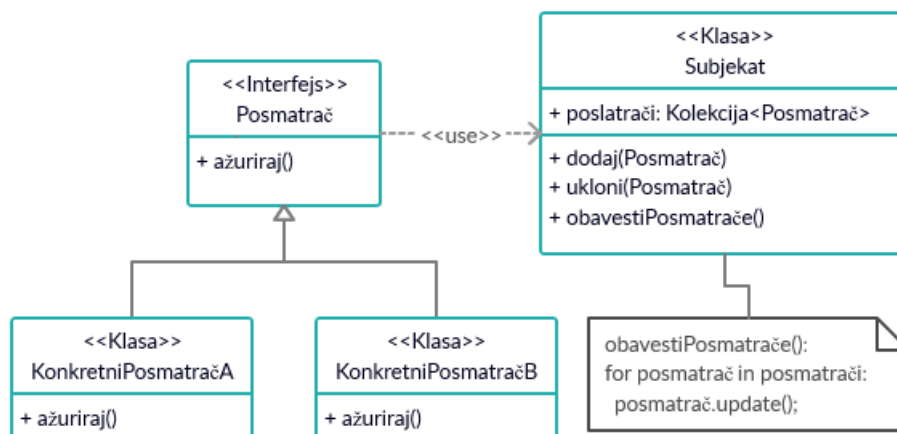 <<Interfejs>>
Posmatrač
+ ažuriraj()
<<use>>
<<Klasa>>
Subjekat
+ poslatrači: Kolekcija<Posmatrač>
+ dodaj(Posmatrač)
+ ukloni(Posmatrač)
+ obavestiPosmatrače()
<<Klasa>>
KonkretniPosmatračA
+ ažuriraj()
<<Klasa>>
KonkretniPosmatračB
+ ažuriraj()
obavestiPosmatrače():
for posmatrač in posmatrači:
posmatrač.update();